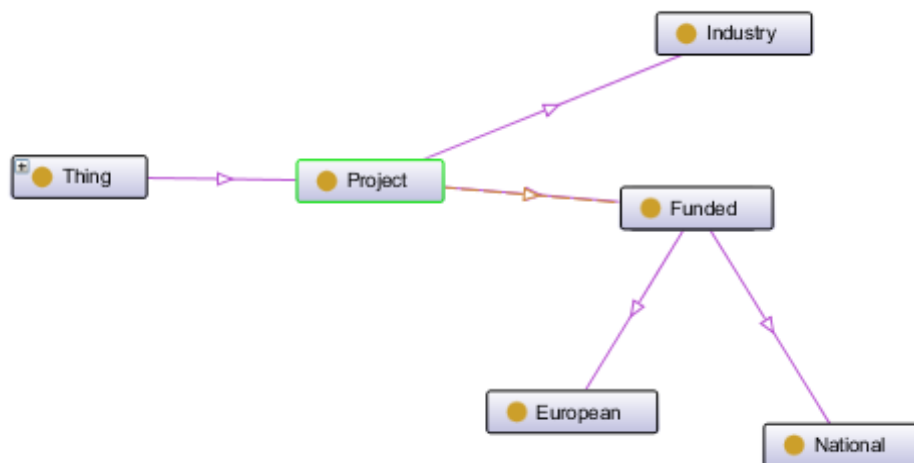 Industry
Thing
Project
Funded
European
National